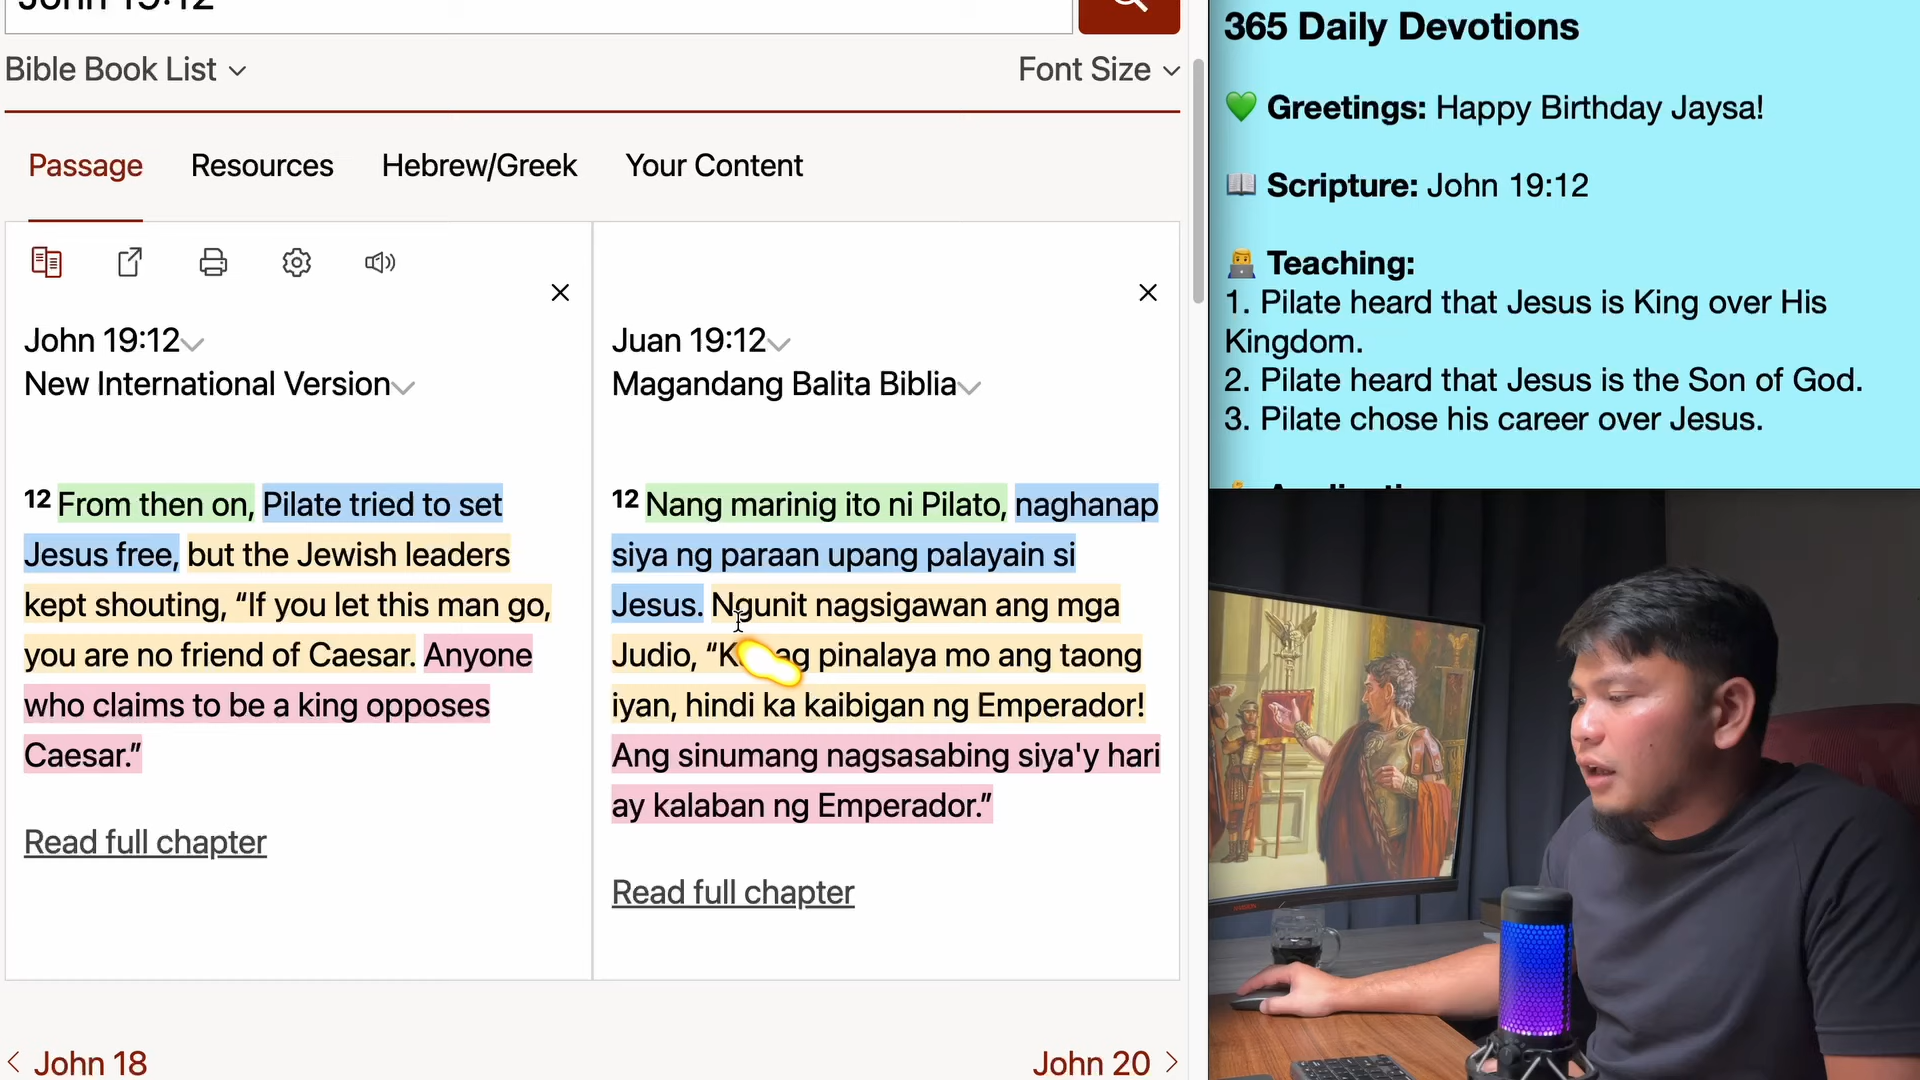 John 19:12
Bible Book List
Font Size
Passage
Resources
Hebrew/Greek
Your Content
John 19:12
New International Version
12 From then on, Pilate tried to set
Jesus free, but the Jewish leaders
kept shouting, “If you let this man go,
you are no friend of Caesar. Anyone
who claims to be a king opposes
Caesar.”
Read full chapter
Juan 19:12
Magandang Balita Biblia
12 Nang marinig ito ni Pilato, naghanap
siya ng paraan upang palayain si
Jesus. Ngunit nagsigawan ang mga
Judio, “K ag pinalaya mo ang taong
iyan, hindi ka kaibigan ng Emperador!
Ang sinumang nagsasabing siya'y hari
ay kalaban ng Emperador.”
Read full chapter
John 18
John 20
365 Daily Devotions
💚 Greetings: Happy Birthday Jaysa!
📖 Scripture: John 19:12
👨‍💻 Teaching:
1. Pilate heard that Jesus is King over His
Kingdom.
2. Pilate heard that Jesus is the Son of God.
3. Pilate chose his career over Jesus.